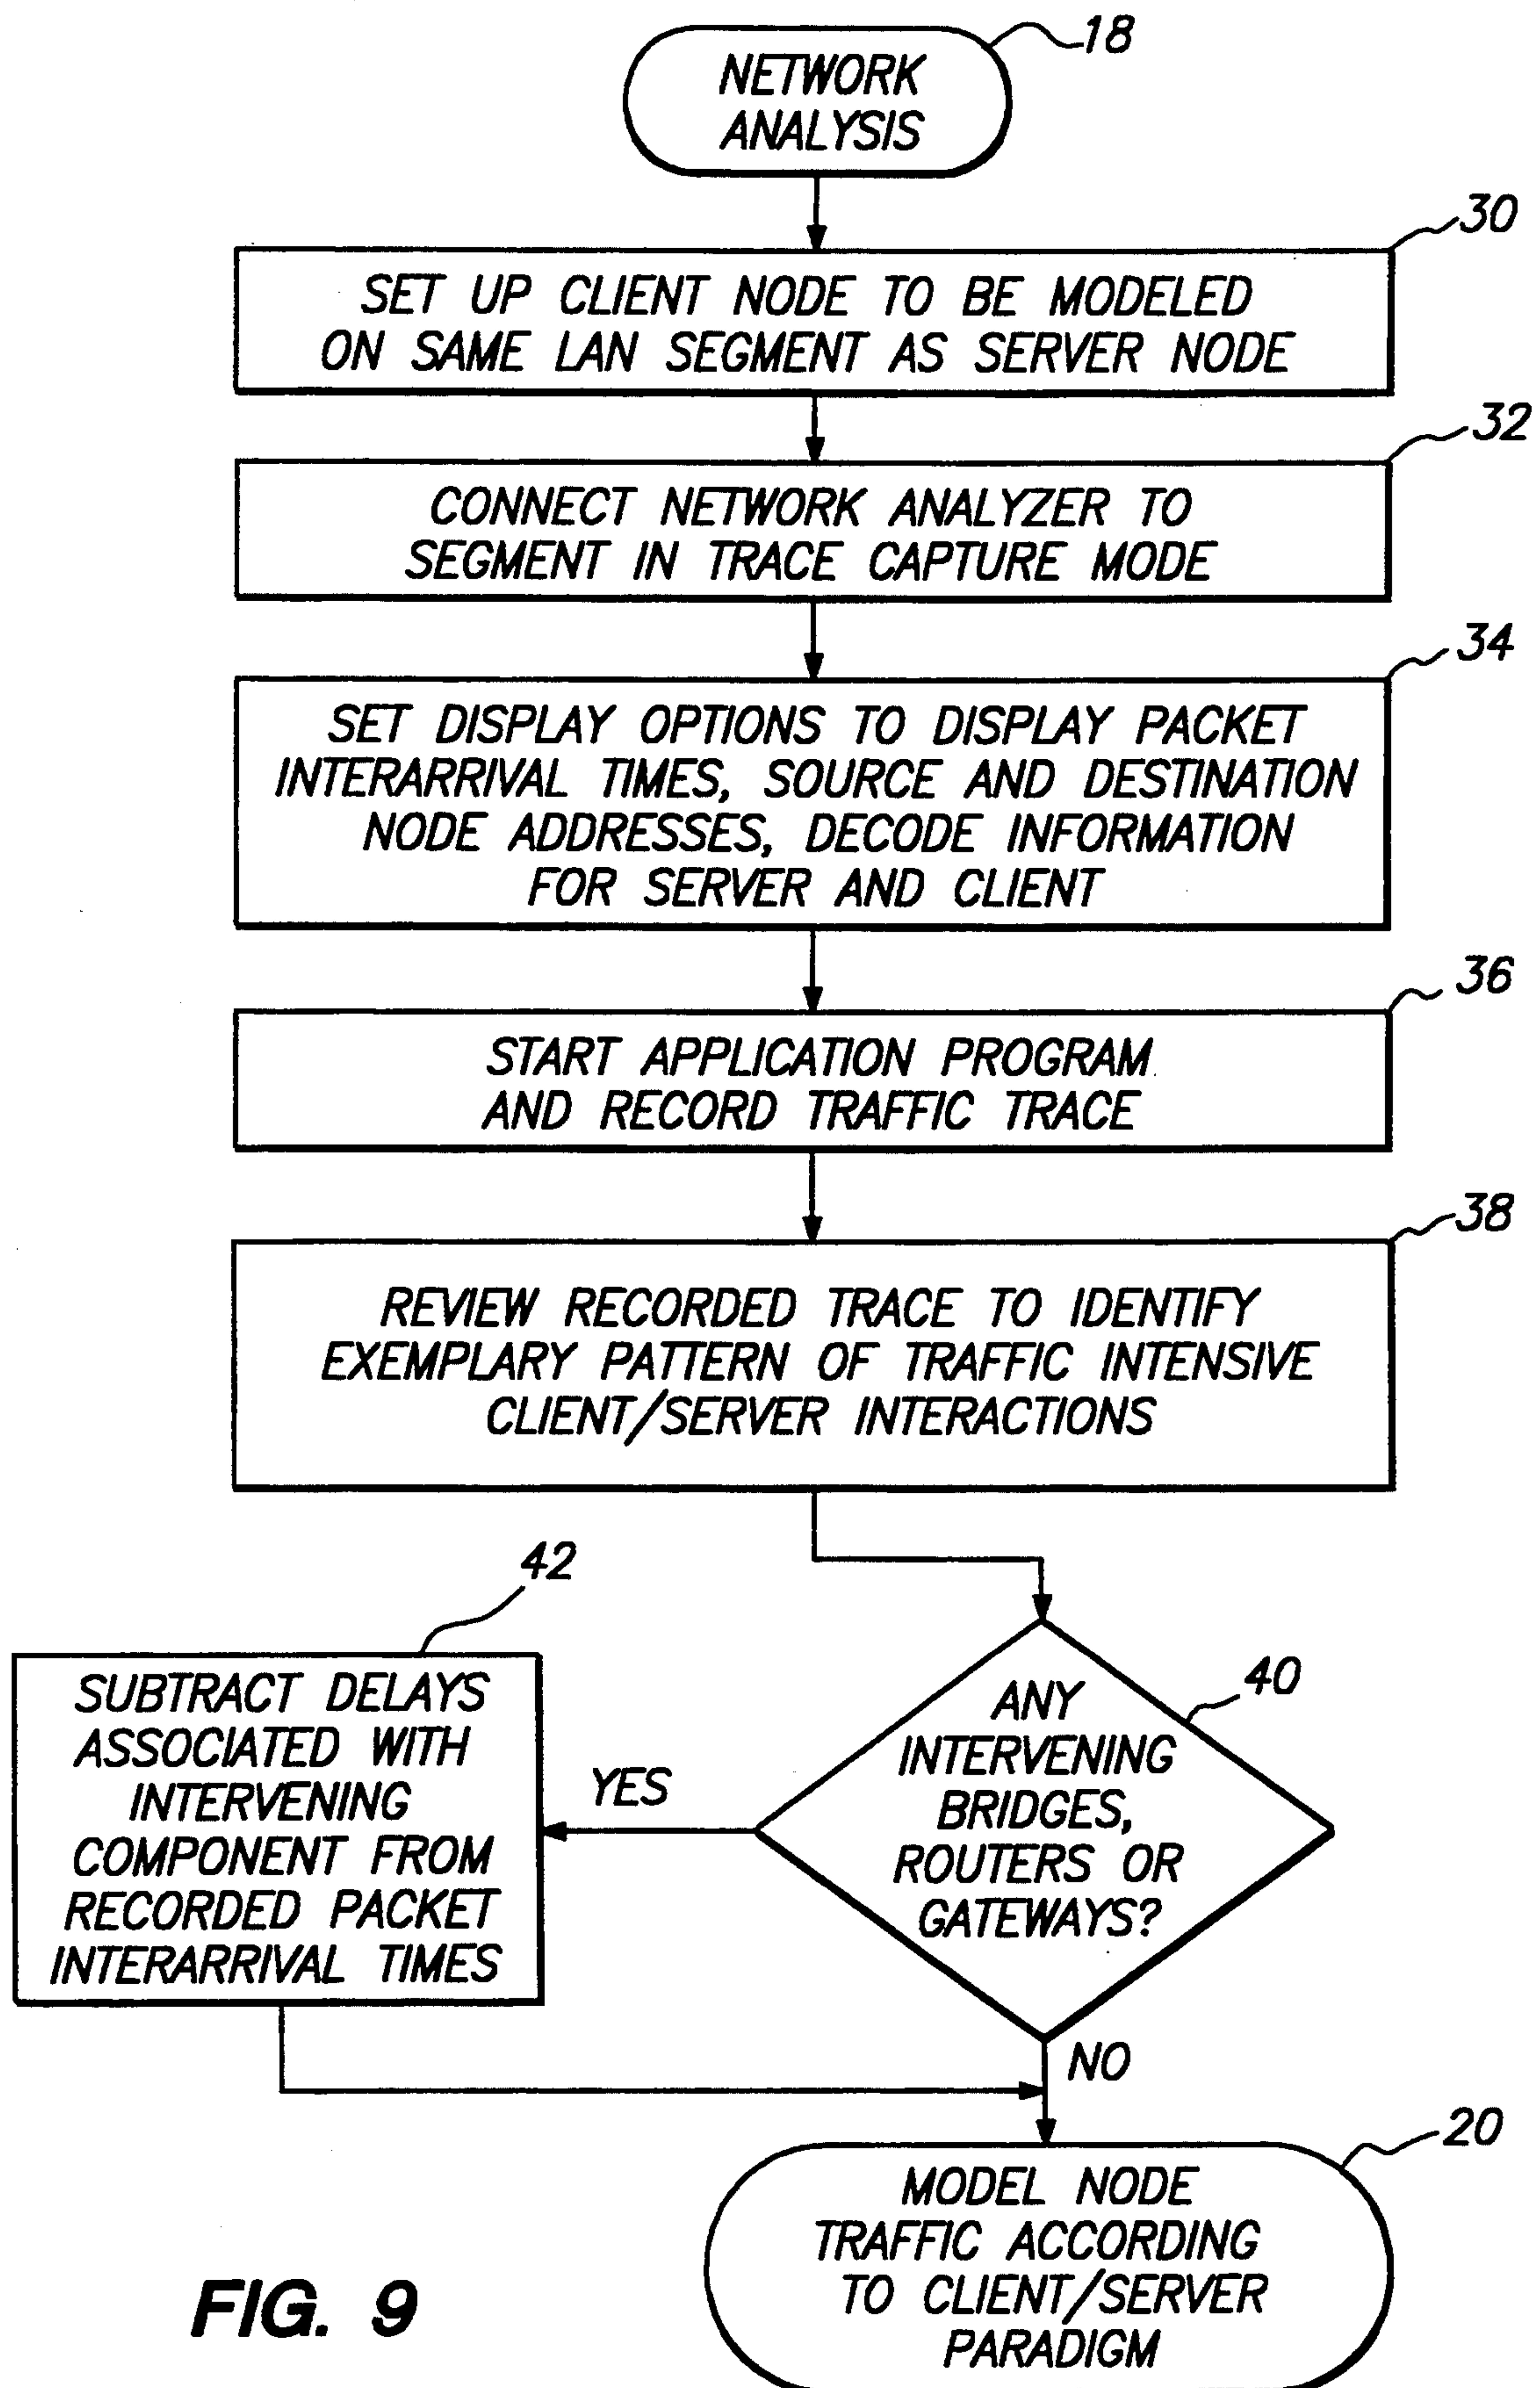 18
NETWORK
ANALYSIS
30
SET UP CLIENT NODE TO BE MODELED
ON SAME LAN SEGMENT AS SERVER NODE
32
CONNECT NETWORK ANALYZER TO
SEGMENT IN TRACE CAPTURE MODE
34
SET DISPLAY OPTIONS TO DISPLAY PACKET
INTERARRIVAL TIMES, SOURCE AND DESTINATION
NODE ADDRESSES, DECODE INFORMATION
FOR SERVER AND CLIENT
36
START APPLICATION PROGRAM
AND RECORD TRAFFIC TRACE
38
REVIEW RECORDED TRACE TO IDENTIFY
EXEMPLARY PATTERN OF TRAFFIC INTENSIVE
CLIENT/SERVER INTERACTIONS
42
SUBTRACT DELAYS
ASSOCIATED WITH
INTERVENING
COMPONENT FROM
RECORDED PACKET
INTERARRIVAL TIMES
YES
40
ANY
INTERVENING
BRIDGES,
ROUTERS OR
GATEWAYS?
NO
20
MODEL NODE
TRAFFIC ACCORDING
TO CLIENT/SERVER
PARADIGM
FIG. 9